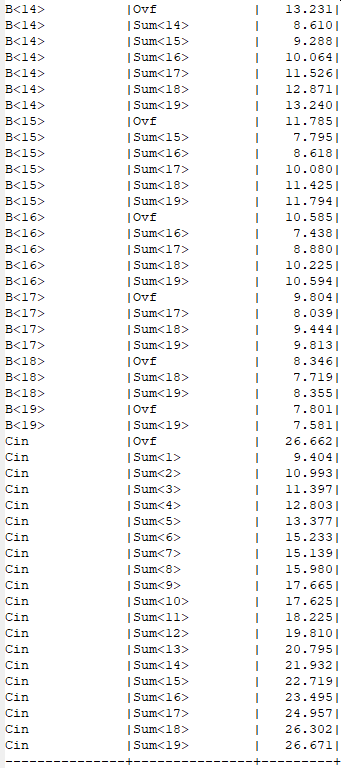 B<14> |Ovf | 13.231|
B<14> |Sum<14> | 8.610|
B<14> |Sum<15> | 9.288|
B<14> |Sum<16> | 10.064|
B<14> |Sum<17> | 11.526|
B<14> |Sum<18> | 12.871|
B<14> |Sum<19> | 13.240|
B<15> |Ovf | 11.785|
B<15> |Sum<15> | 7.795|
B<15> |Sum<16> | 8.618|
B<15> |Sum<17> | 10.080|
B<15> |Sum<18> | 11.425|
B<15> |Sum<19> | 11.794|
B<16> |Ovf | 10.585|
B<16> |Sum<16> | 7.438|
B<16> |Sum<17> | 8.880|
B<16> |Sum<18> | 10.225|
B<16> |Sum<19> | 10.594|
B<17> |Ovf | 9.804|
B<17> |Sum<17> | 8.039|
B<17> |Sum<18> | 9.444|
B<17> |Sum<19> | 9.813|
B<18> |Ovf | 8.346|
B<18> |Sum<18> | 7.719|
B<18> |Sum<19> | 8.355|
B<19> |Ovf | 7.801|
B<19> |Sum<19> | 7.581|
Cin |Ovf | 26.662|
Cin |Sum<1> | 9.404|
Cin |Sum<2> | 10.993|
Cin |Sum<3> | 11.397|
Cin |Sum<4> | 12.803|
Cin |Sum<5> | 13.377|
Cin |Sum<6> | 15.233|
Cin |Sum<7> | 15.139|
Cin |Sum<8> | 15.980|
Cin |Sum<9> | 17.665|
Cin |Sum<10> | 17.625|
Cin |Sum<11> | 18.225|
Cin |Sum<12> | 19.810|
Cin |Sum<13> | 20.795|
Cin |Sum<14> | 21.932|
Cin |Sum<15> | 22.719|
Cin |Sum<16> | 23.495|
Cin |Sum<17> | 24.957|
Cin |Sum<18> | 26.302|
Cin |Sum<19> | 26.671|
---------------+---------------+---------+